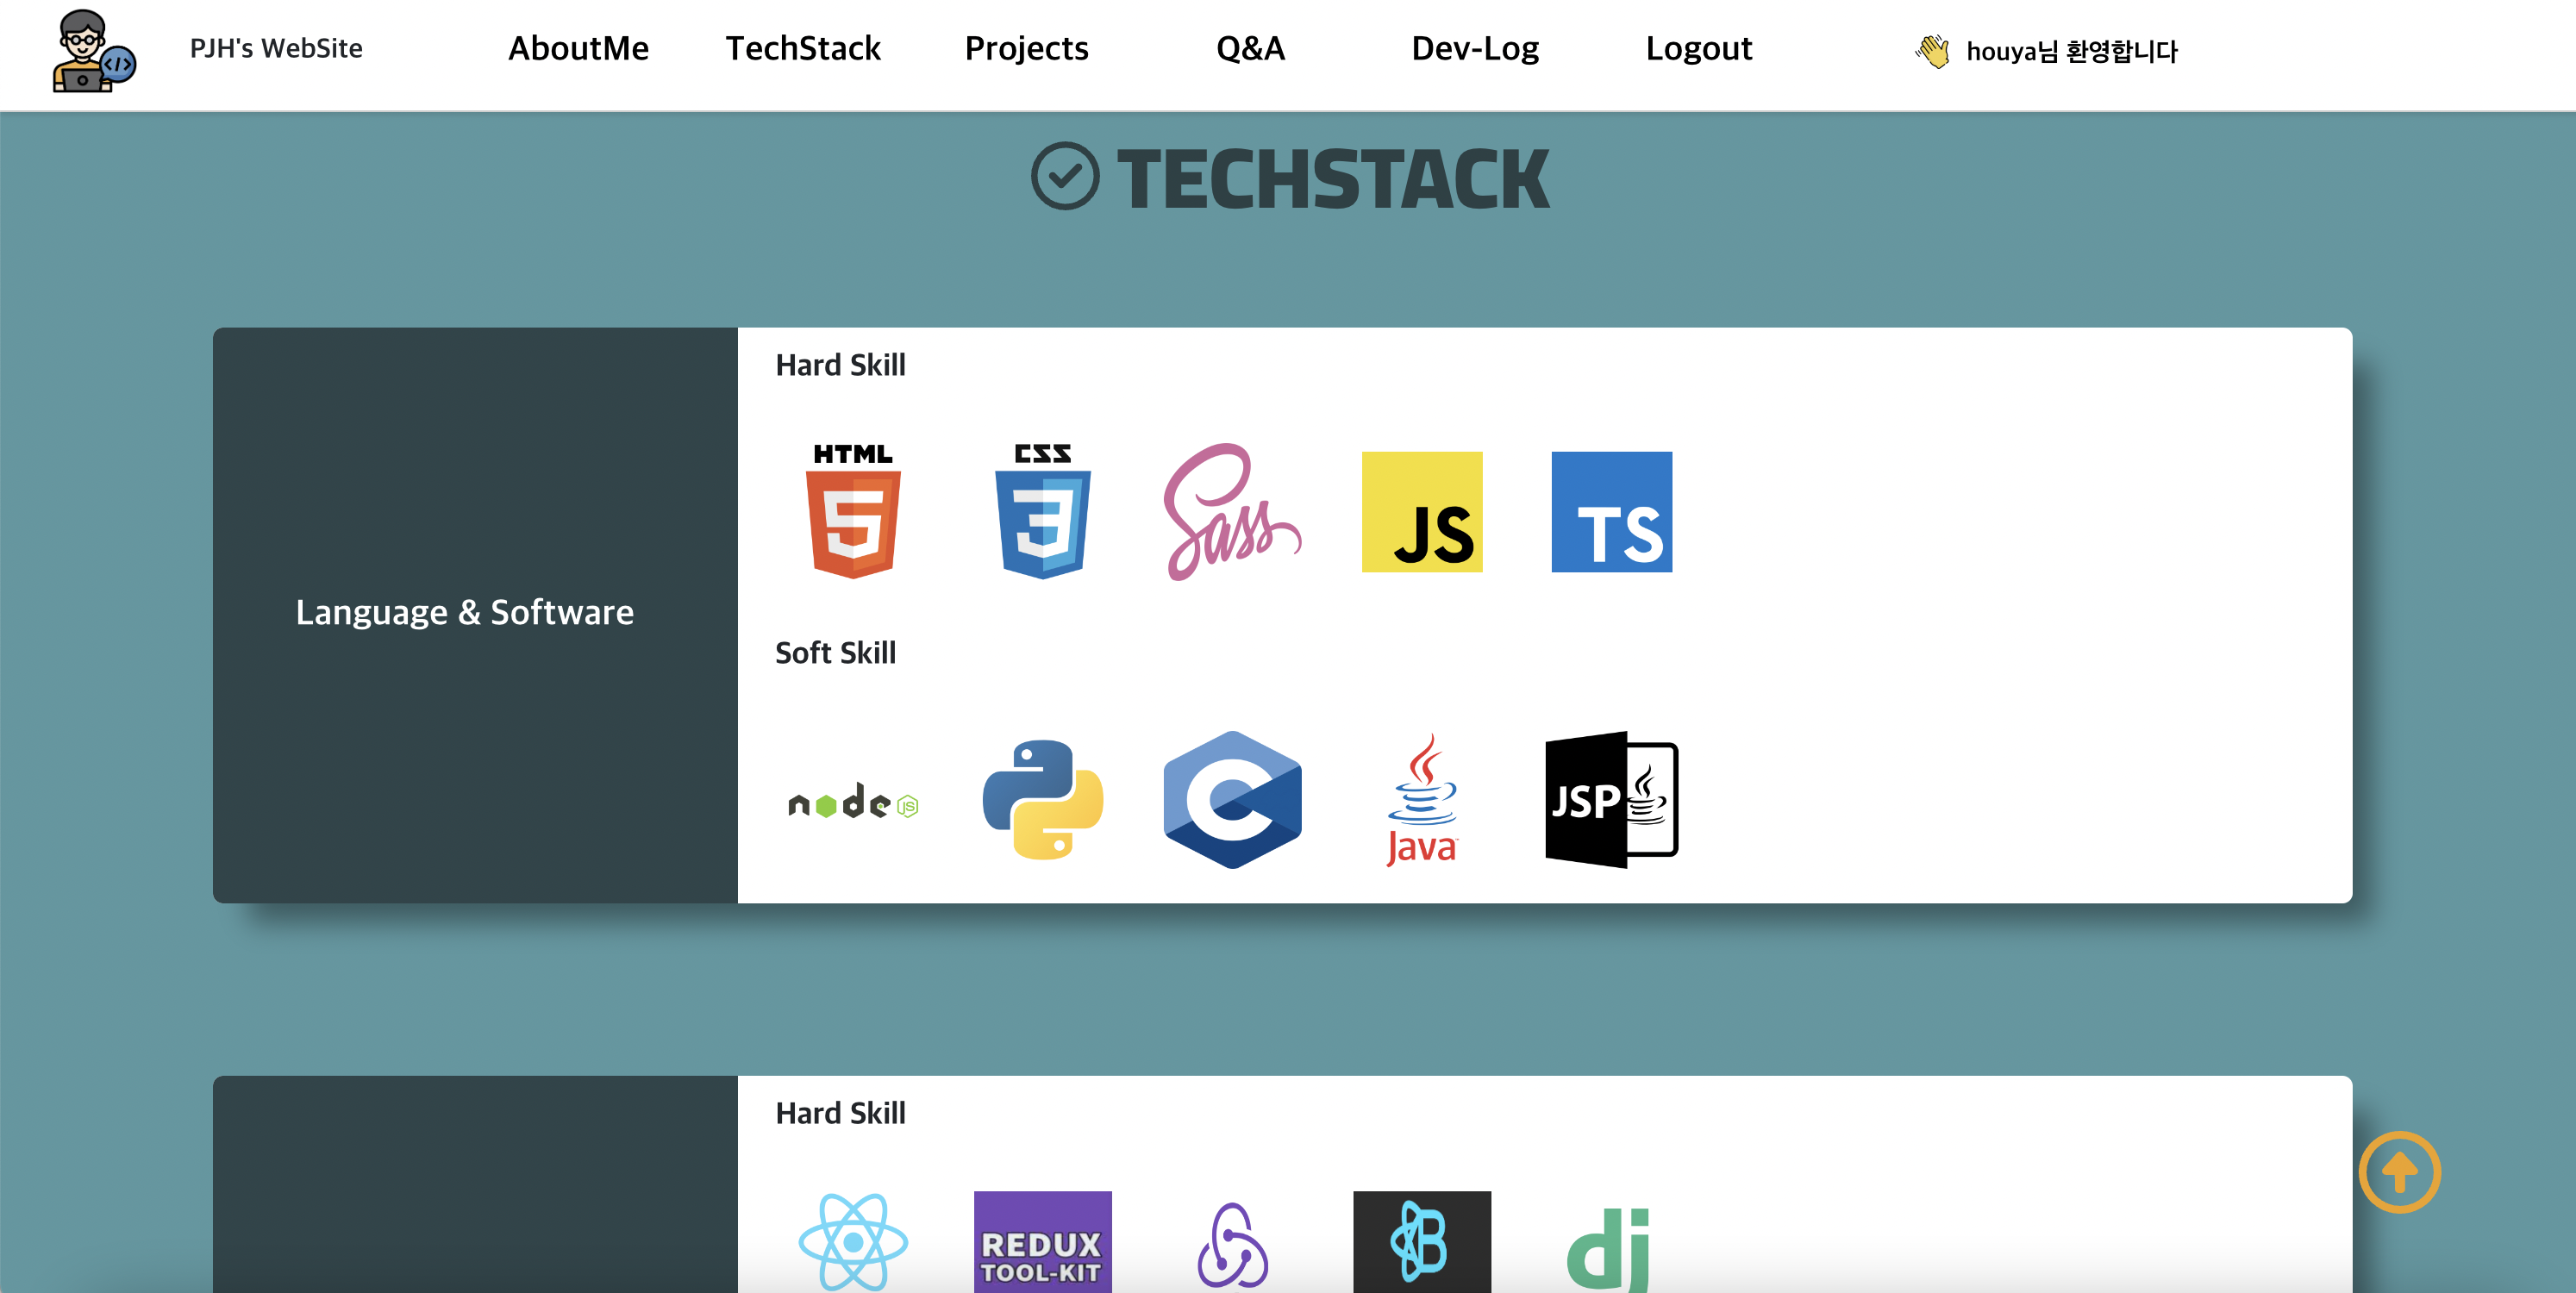 PJH's WebSite
AboutMe
TechStack
Projects
Q&A
Dev-Log
Logout
houya님 환영합니다
TECHSTACK
Language & Software
Hard Skill
HTML
5
CSS
3
Sass
JS
TS
Soft Skill
node JS
C
Java
JSP
Hard Skill
REDUX
TOOL-KIT
B
dj